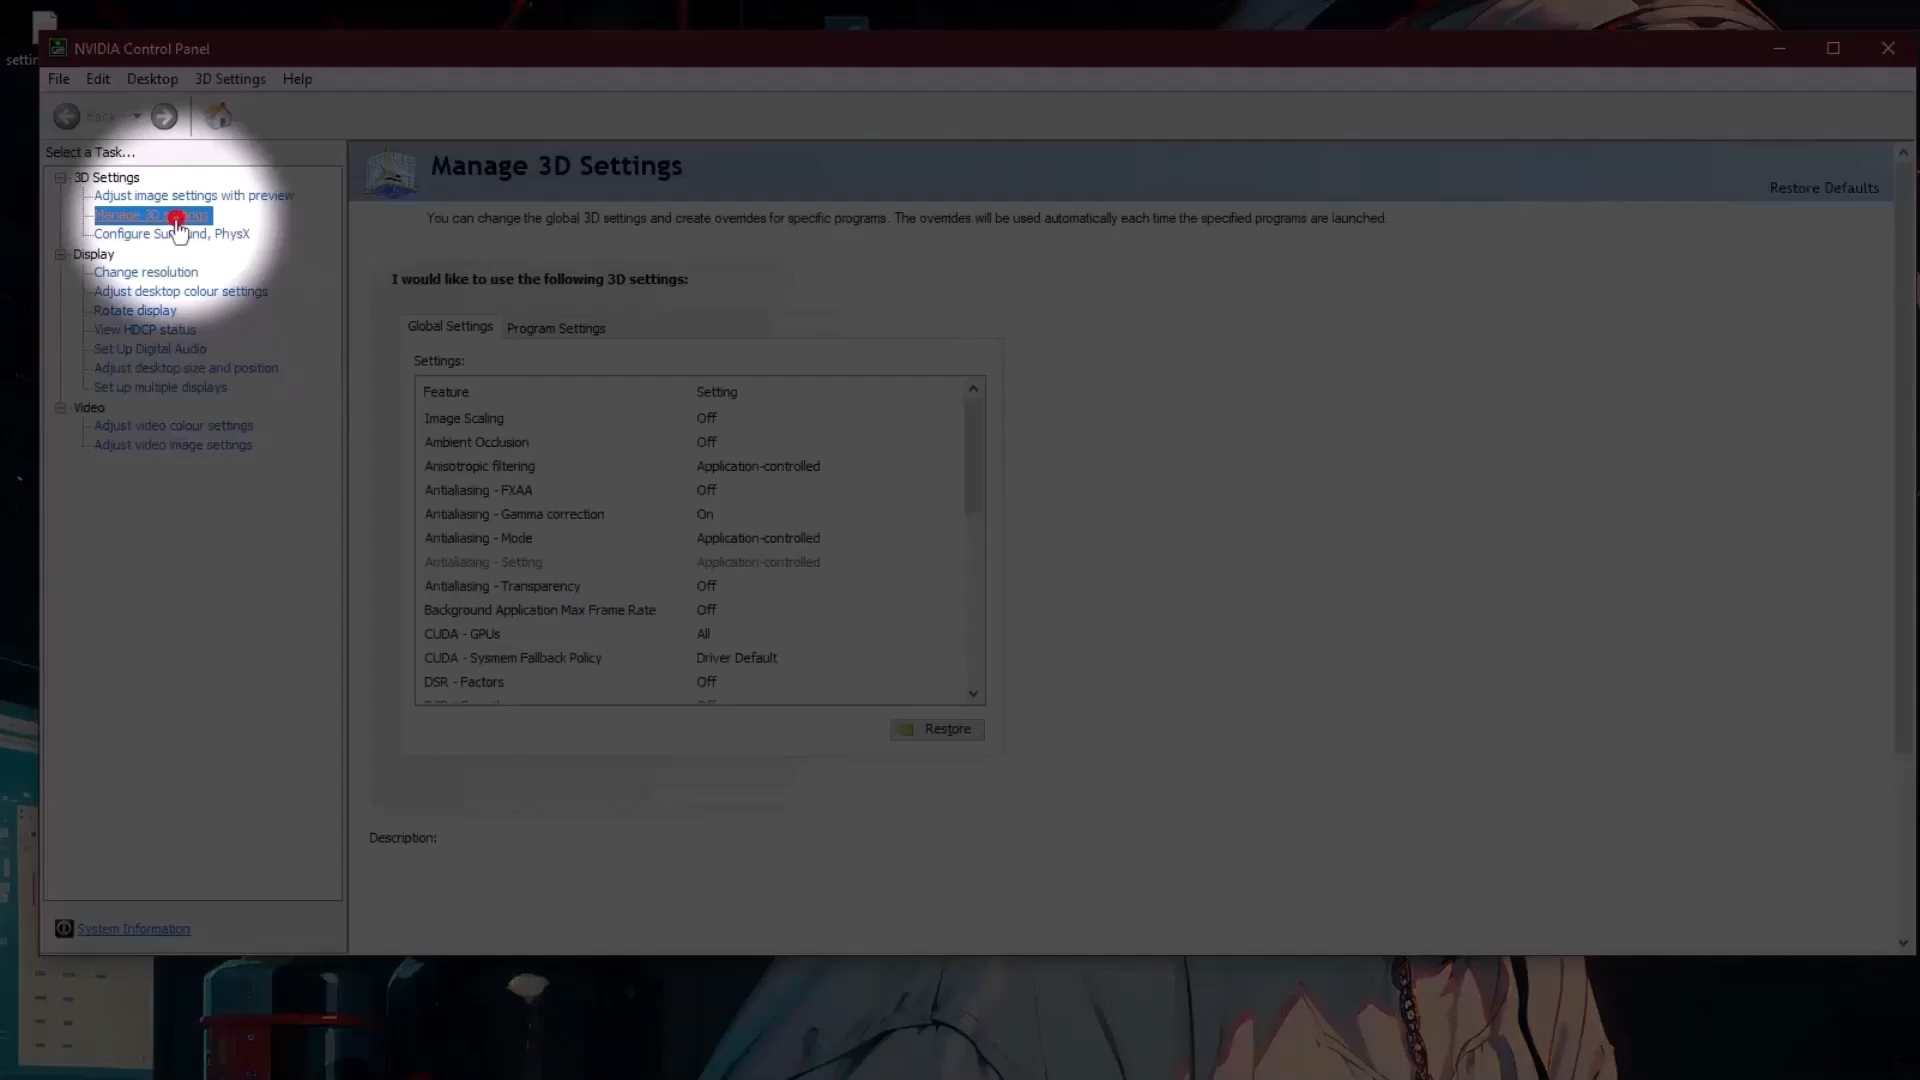 settin
NVIDIA Control Panel
File Edit Desktop 3D Settings Help
Back
Select a Task...
3D Settings
Adjust image settings with preview
Manage 3D settings
Configure Surround, PhysX
Display
Change resolution
Adjust desktop colour settings
Rotate display
View HDCP status
Set Up Digital Audio
Adjust desktop size and position
Set up multiple displays
Video
Adjust video colour settings
Adjust video image settings
System Information
Manage 3D Settings
Restore Defaults
You can change the global 3D settings and create overrides for specific programs. The overrides will be used automatically each time the specified programs are launched.
I would like to use the following 3D settings:
Global Settings Program Settings
Settings:
Feature Setting
Image Scaling Off
Ambient Occlusion Off
Anisotropic filtering Application-controlled
Antialiasing - FXAA Off
Antialiasing - Gamma correction On
Antialiasing - Mode Application-controlled
Antialiasing - Setting Application-controlled
Antialiasing - Transparency Off
Background Application Max Frame Rate Off
CUDA - GPUs All
CUDA - Sysmem Fallback Policy Driver Default
DSR - Factors Off
Restore
Description: